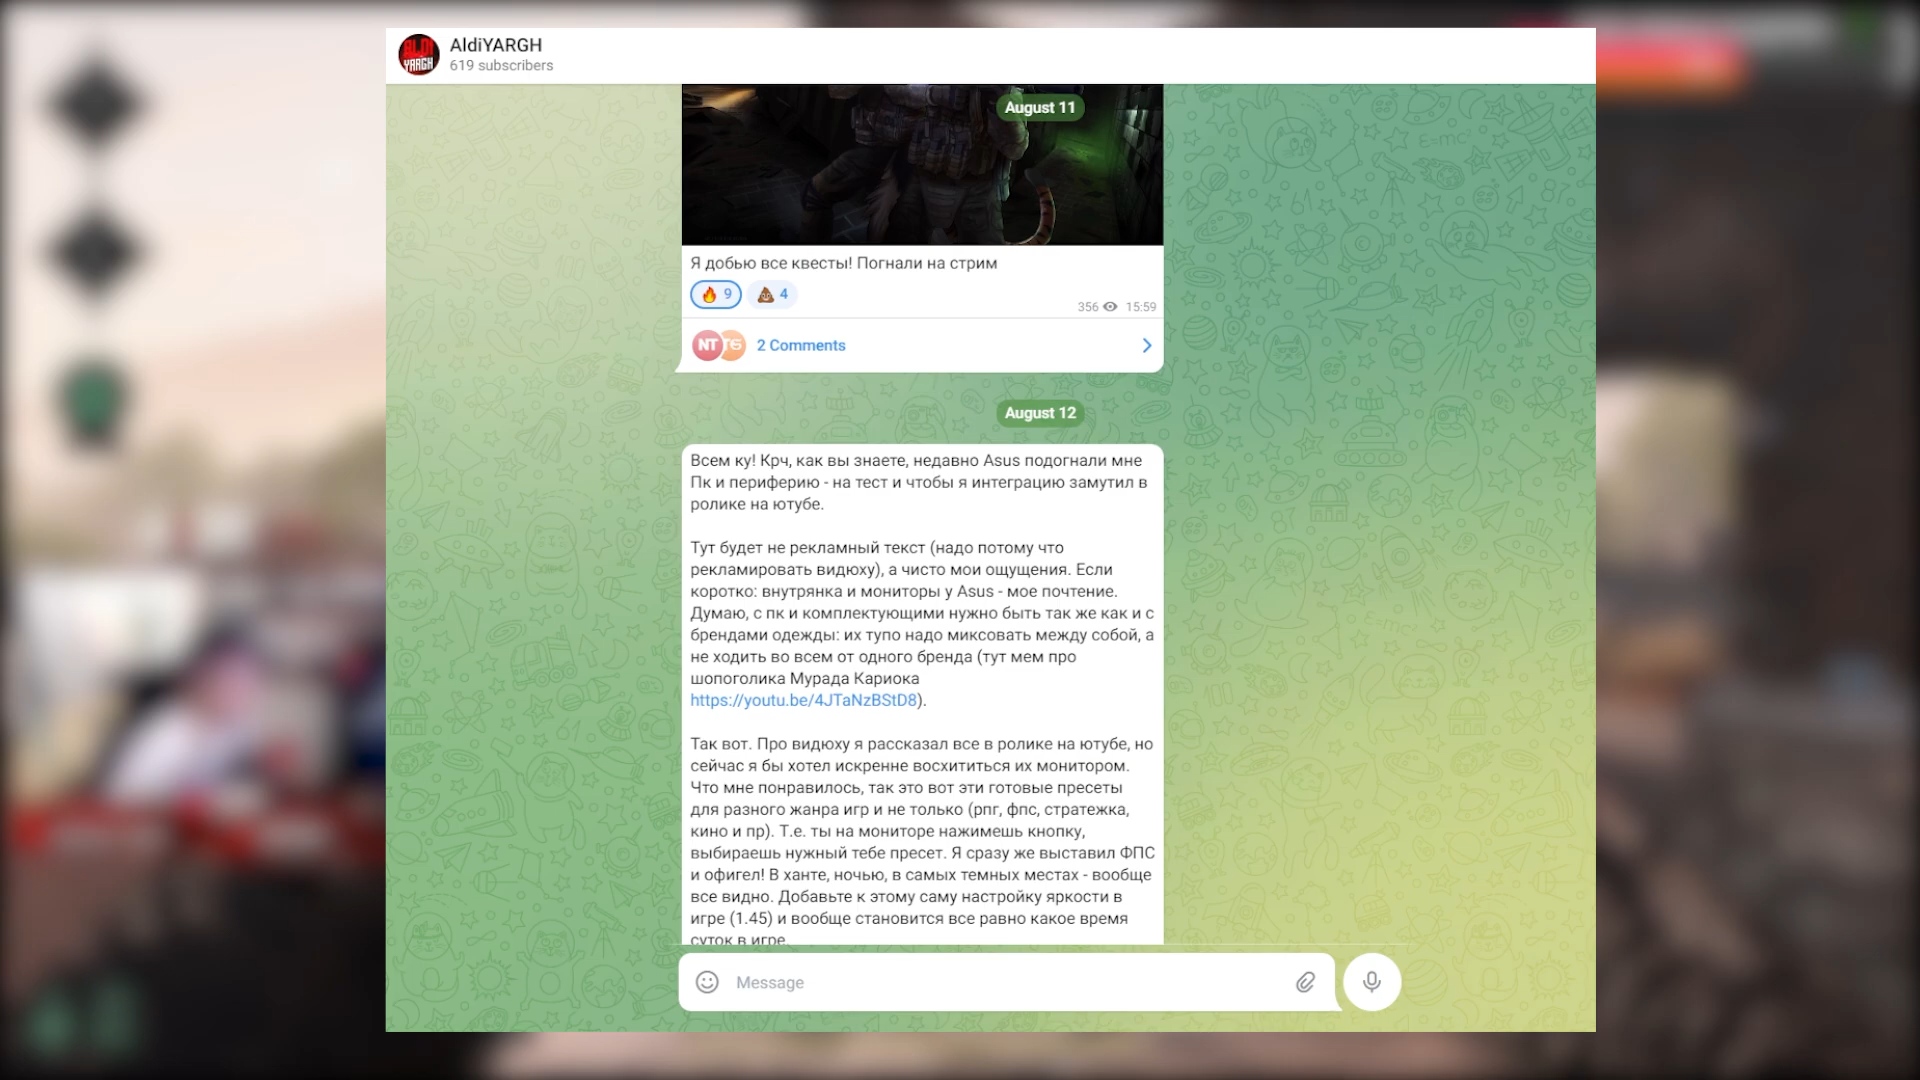 ALDI
YARGH
AldiYARGH
619 subscribers
August 11
Я добью все квесты! Погнали на стрим
9
4
356
15:59
NT
2 Comments
August 12
Всем ку! Крч, как вы знаете, недавно Asus подогнали мне
Пк и периферию - на тест и чтобы я интеграцию замутил в
ролике на ютубе.
Тут будет не рекламный текст (надо потому что
рекламировать видюху), а чисто мои ощущения. Если
коротко: внутрянка и мониторы у Asus - мое почтение.
Думаю, с пк и комплектующими нужно быть так же как и с
брендами одежды: их тупо надо миксовать между собой, а
не ходить во всем от одного бренда (тут мем про
шопоголика Мурада Кариока
https://youtu.be/4JTaNzBStD8).
Так вот. Про видюху я рассказал все в ролике на ютубе, но
сейчас я бы хотел искренне восхититься их монитором.
Что мне понравилось, так это вот эти готовые пресеты
для разного жанра игр и не только (рпг, фпс, стратежка,
кино и пр). Т.е. ты на мониторе нажимешь кнопку,
выбираешь нужный тебе пресет. Я сразу же выставил ФПС
и офигел! В ханте, ночью, в самых темных местах - вообще
все видно. Добавьте к этому саму настройку яркости в
игре (1.45) и вообще становится все равно какое время
суток в игре.
Message